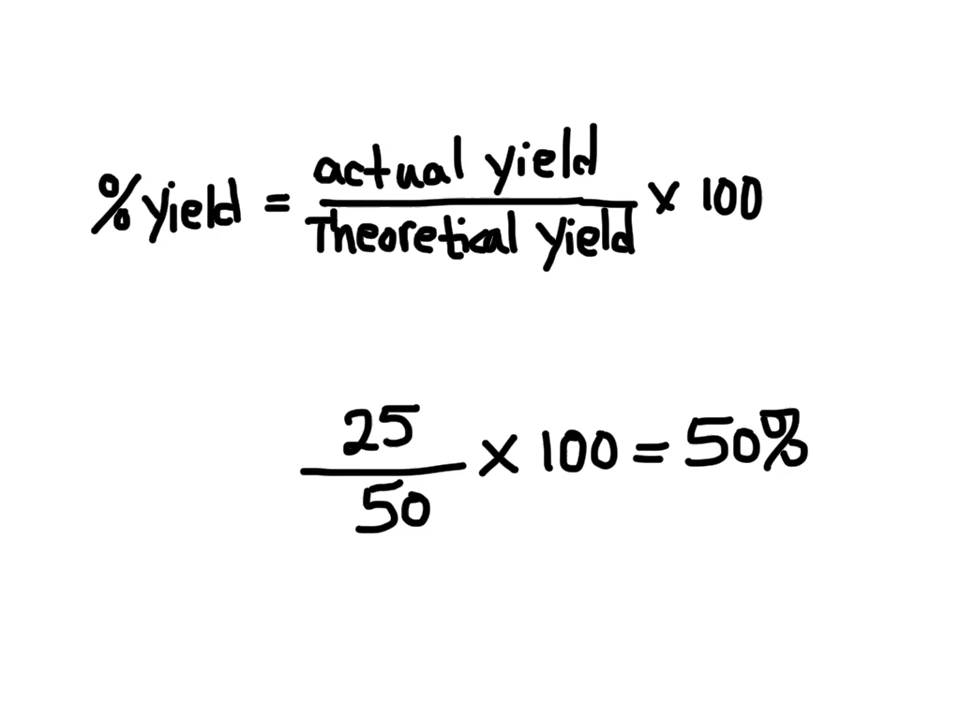 %yield = actual yield / Theoretical yield x 100
25 / 50 x 100 = 50%